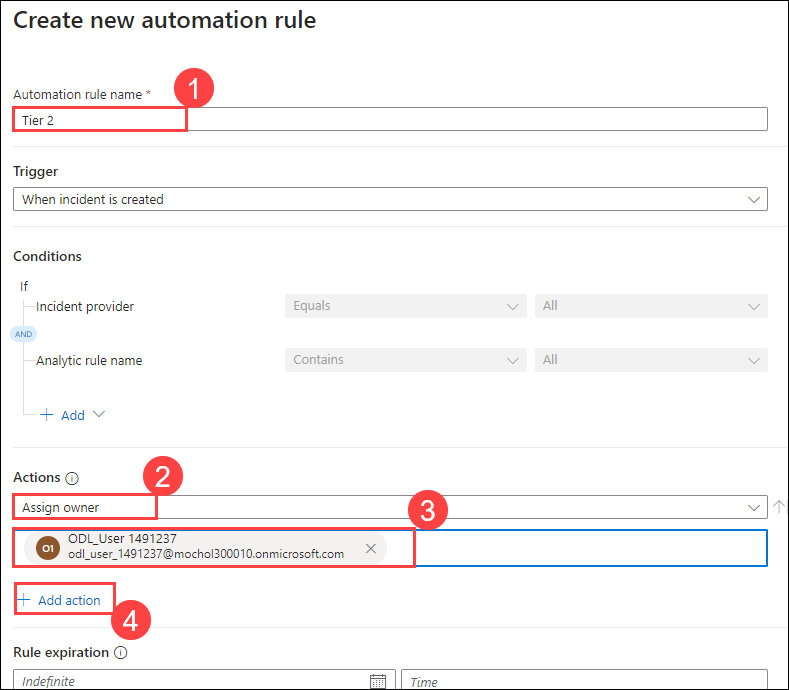 Create new automation rule
1
Automation rule name *
Tier 2
Trigger
When incident is created
Conditions
If
Incident provider Equals All
AND
Analytic rule name Contains All
+ Add
2
Actions
3
Assign owner
O1 ODL_User 1491237
odl_user_1491237@mochol300010.onmicrosoft.com
+ Add action
4
Rule expiration
Indefinite Time